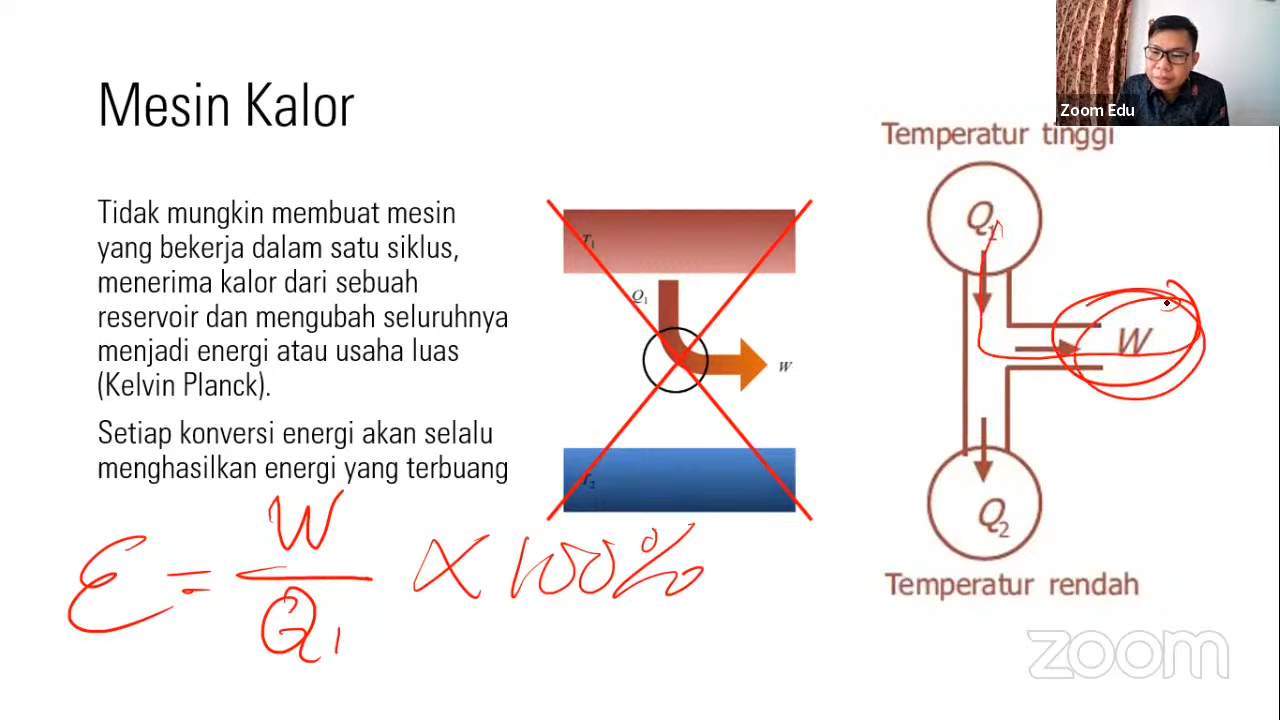 Zoom Edu
Mesin Kalor
Tidak mungkin membuat mesin
yang bekerja dalam satu siklus,
menerima kalor dari sebuah
reservoir dan mengubah seluruhnya
menjadi energi atau usaha luas
(Kelvin Planck).
Setiap konversi energi akan selalu
menghasilkan energi yang terbuang
T₁
Q₁
W
T₂
Temperatur tinggi
Q₁
W
Q₂
Temperatur rendah
ε = W / Q₁ × 100%
zoom